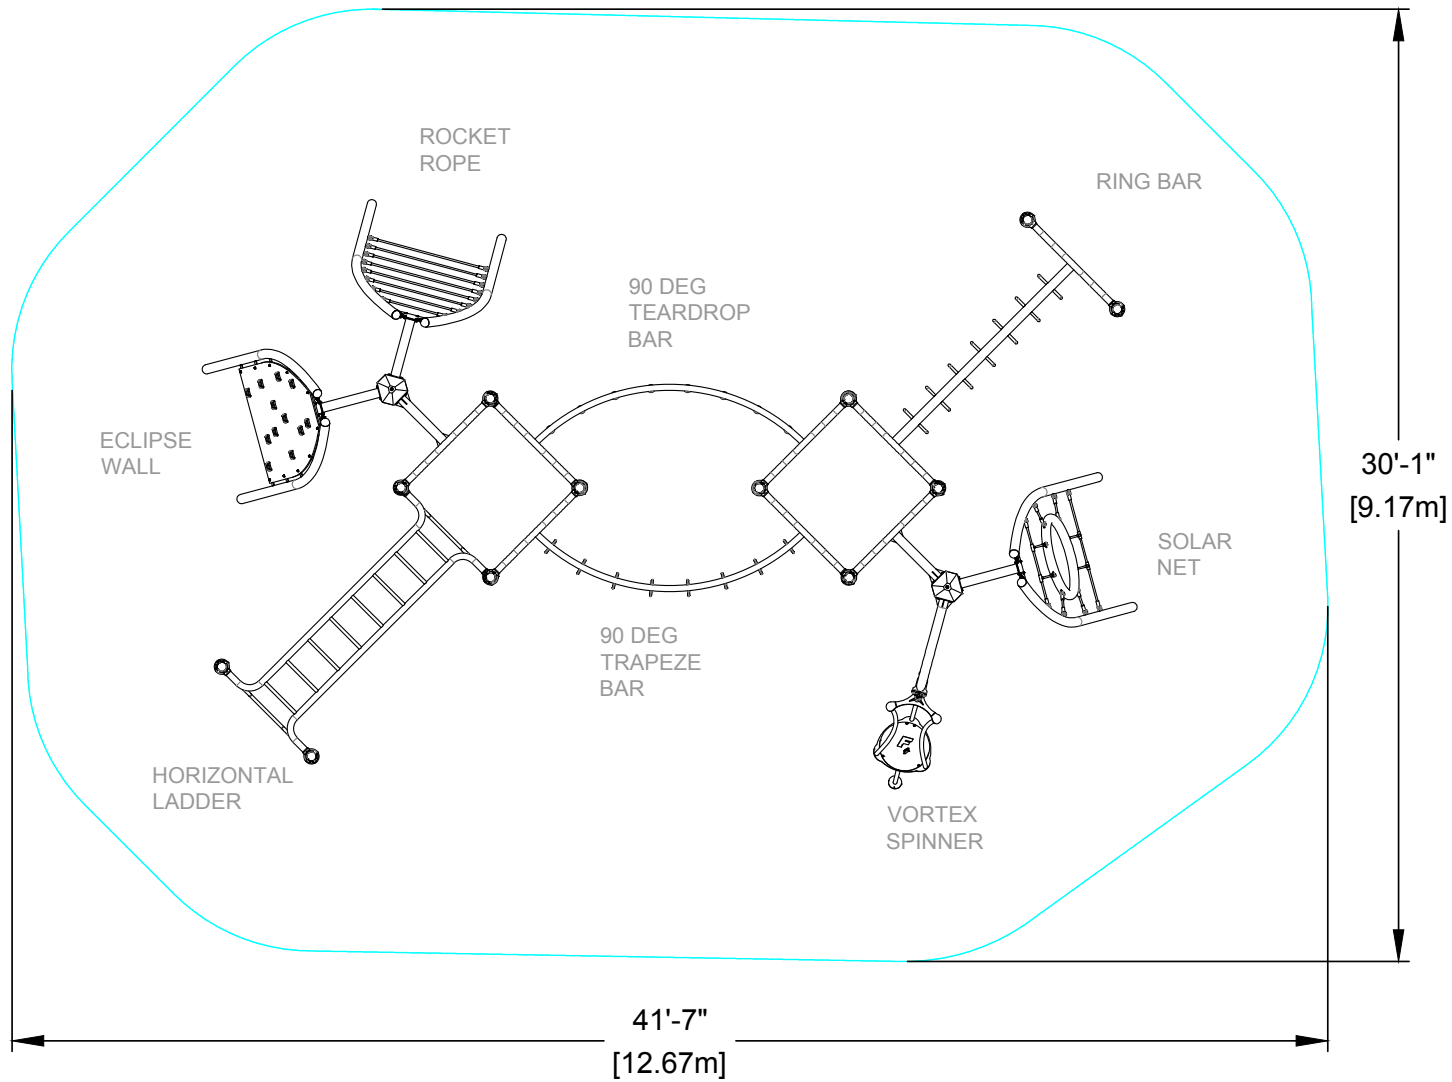 ROCKET
ROPE
RING BAR
90 DEG
TEARDROP
BAR
ECLIPSE
WALL
30'-1"
[9.17m]
SOLAR
NET
90 DEG
TRAPEZE
BAR
HORIZONTAL
LADDER
VORTEX
SPINNER
41'-7"
[12.67m]